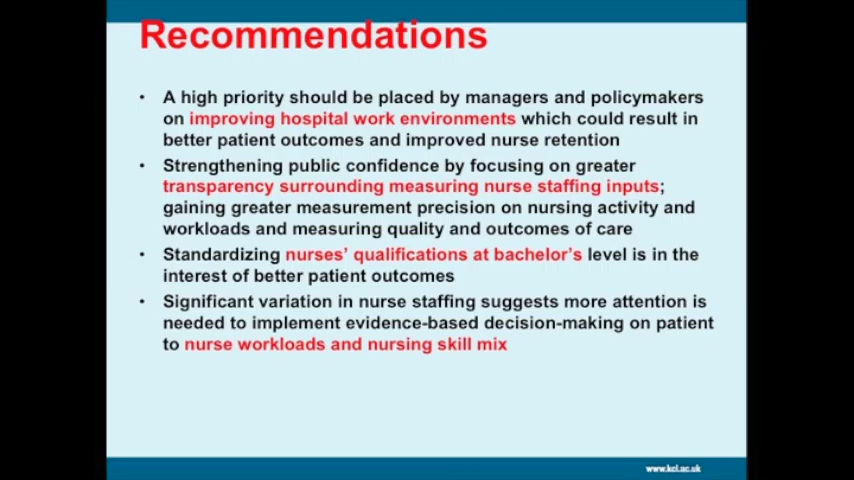 Recommendations
• A high priority should be placed by managers and policymakers
on improving hospital work environments which could result in
better patient outcomes and improved nurse retention
• Strengthening public confidence by focusing on greater
transparency surrounding measuring nurse staffing inputs;
gaining greater measurement precision on nursing activity and
workloads and measuring quality and outcomes of care
• Standardizing nurses’ qualifications at bachelor’s level is in the
interest of better patient outcomes
• Significant variation in nurse staffing suggests more attention is
needed to implement evidence-based decision-making on patient
to nurse workloads and nursing skill mix
www.kcl.ac.uk